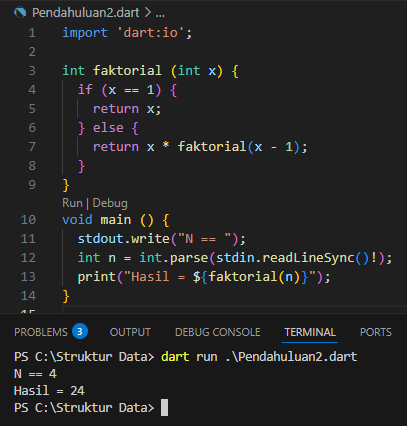 Pendahuluan2.dart > ...
1 import 'dart:io';
2
3 int faktorial (int x) {
4   if (x == 1) {
5     return x;
6   } else {
7     return x * faktorial(x - 1);
8   }
9 }
Run | Debug
10 void main () {
11   stdout.write("N == ");
12   int n = int.parse(stdin.readLineSync()!);
13   print("Hasil = ${faktorial(n)}");
14 }
15
PROBLEMS 3 OUTPUT DEBUG CONSOLE TERMINAL PORTS
PS C:\Struktur Data> dart run .\Pendahuluan2.dart
N == 4
Hasil = 24
PS C:\Struktur Data>